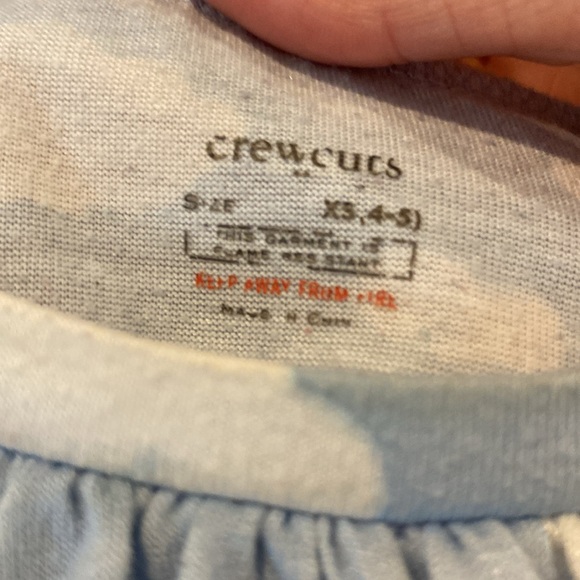 crewcuts
SIZE XS(4-5)
THIS GARMENT IS
FLAME RESISTANT
KEEP AWAY FROM FIRE
MADE IN CHINA